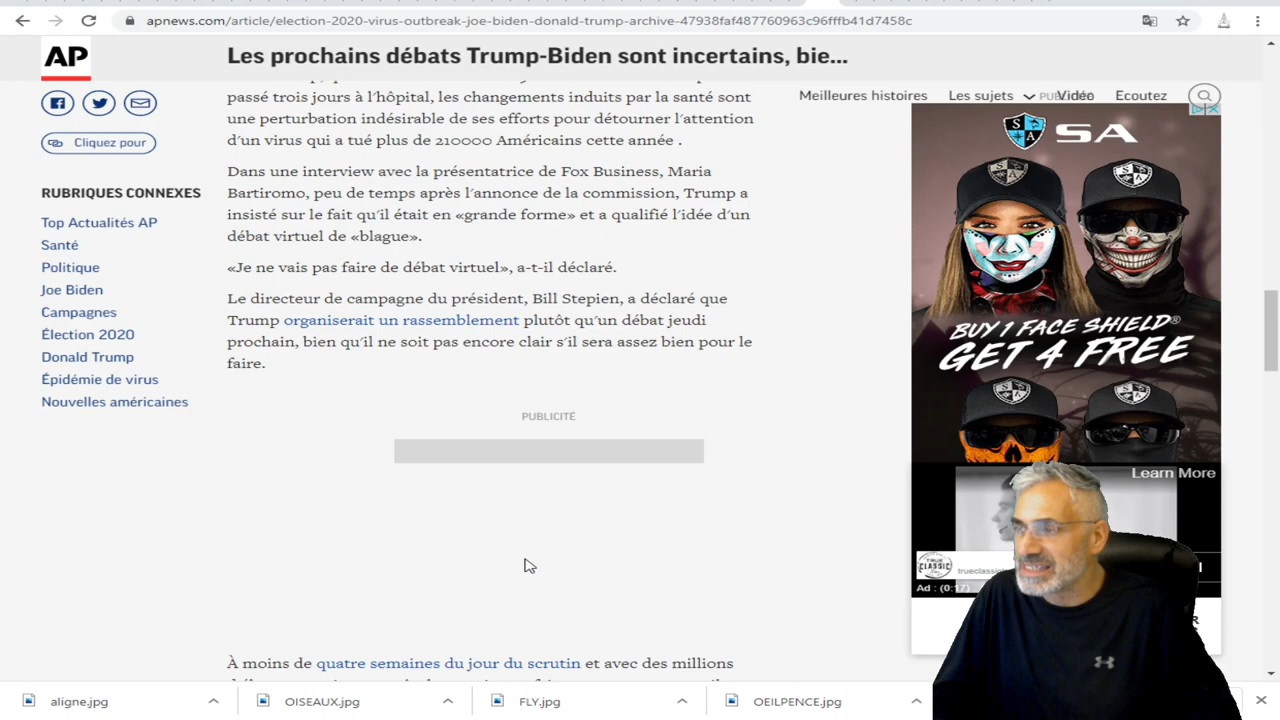 apnews.com/article/election-2020-virus-outbreak-joe-biden-donald-trump-archive-47938faf487760963c96fffb41d7458c
AP
Les prochains débats Trump-Biden sont incertains, bie...
Meilleures histoires
Les sujets
Vidéo
Ecoutez
Cliquez pour
RUBRIQUES CONNEXES
Top Actualités AP
Santé
Politique
Joe Biden
Campagnes
Élection 2020
Donald Trump
Épidémie de virus
Nouvelles américaines
passé trois jours à l'hôpital, les changements induits par la santé sont
une perturbation indésirable de ses efforts pour détourner l'attention
d'un virus qui a tué plus de 210000 Américains cette année .
Dans une interview avec la présentatrice de Fox Business, Maria
Bartiromo, peu de temps après l'annonce de la commission, Trump a
insisté sur le fait qu'il était en «grande forme» et a qualifié l'idée d'un
débat virtuel de «blague».
«Je ne vais pas faire de débat virtuel», a-t-il déclaré.
Le directeur de campagne du président, Bill Stepien, a déclaré que
Trump organiserait un rassemblement plutôt qu'un débat jeudi
prochain, bien qu'il ne soit pas encore clair s'il sera assez bien pour le
faire.
PUBLICITÉ
À moins de quatre semaines du jour du scrutin et avec des millions
SA
BUY 1 FACE SHIELD®
GET 4 FREE
Learn More
TRUE
CLASSIC
trueclassic
Ad : (0:17)
aligne.jpg
OISEAUX.jpg
FLY.jpg
OEILPENCE.jpg